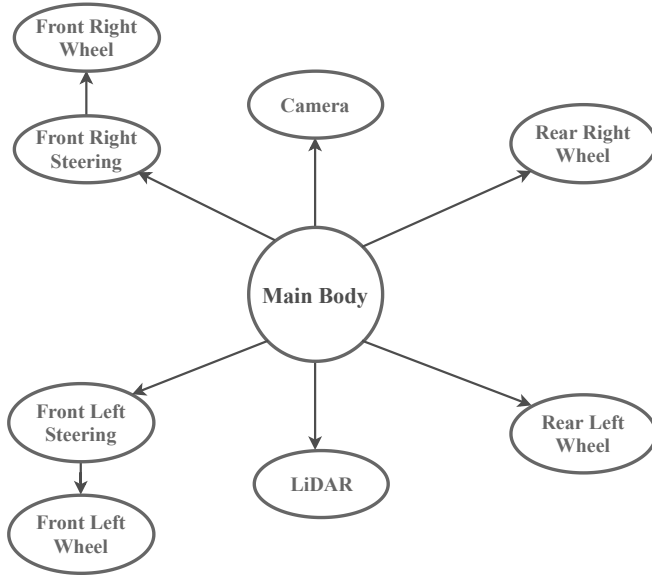 Front Right
Wheel
Camera
Front Right
Steering
Rear Right
Wheel
Main Body
Front Left
Steering
Rear Left
Wheel
LiDAR
Front Left
Wheel